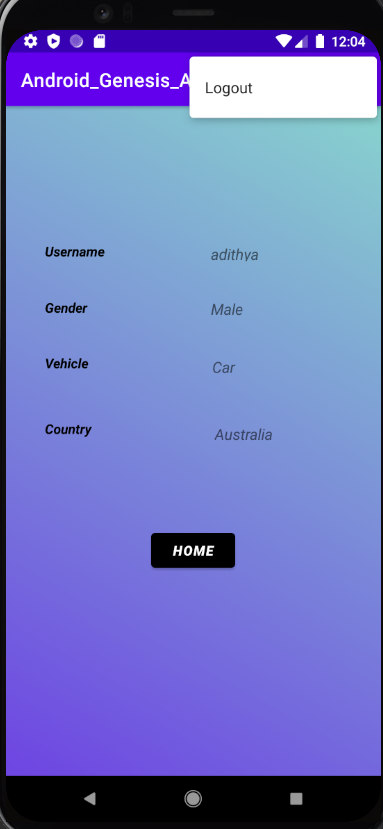 12:04
Android_Genesis_A
Logout
Username adithya
Gender Male
Vehicle Car
Country Australia
HOME